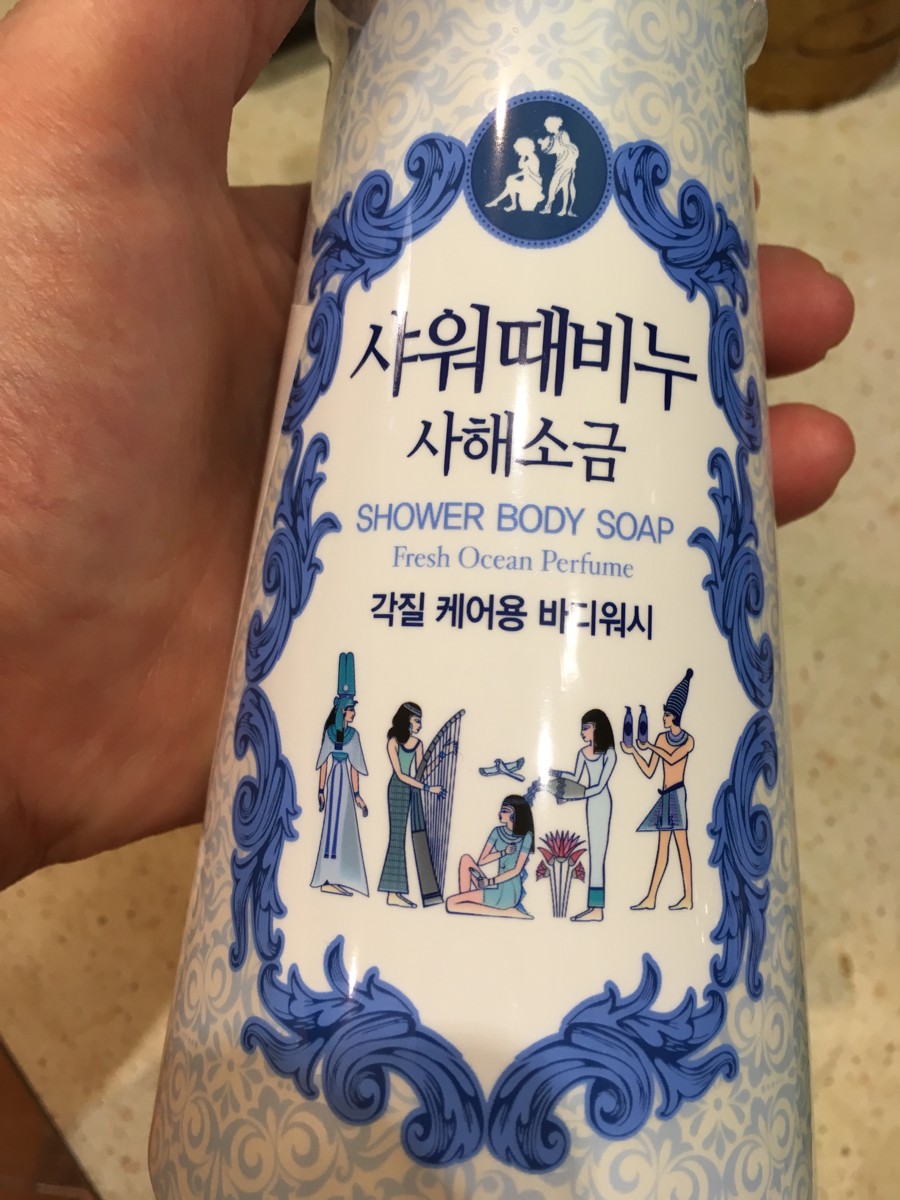 샤워때비누
사해소금
SHOWER BODY SOAP
Fresh Ocean Perfume
각질 케어용 바디워시